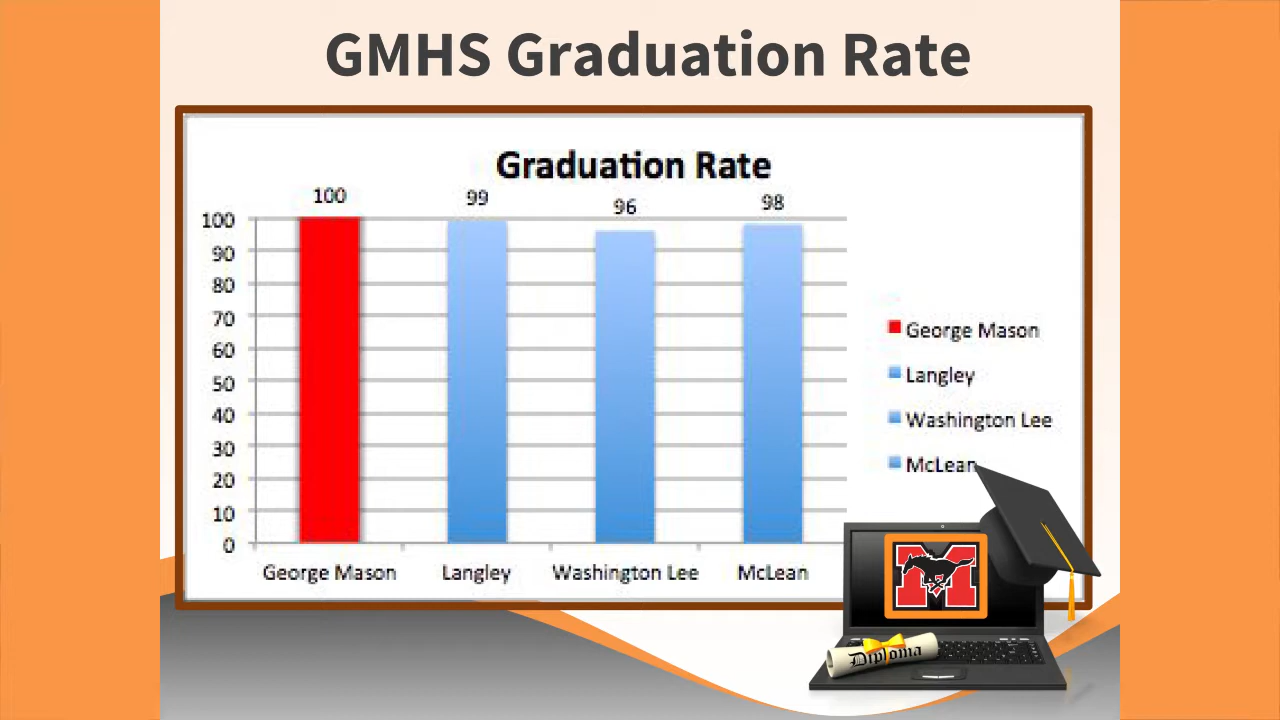 GMHS Graduation Rate
Graduation Rate
100
99
96
98
100
90
80
70
60
50
40
30
20
10
0
George Mason
Langley
Washington Lee
McLean
George Mason
Langley
Washington Lee
McLean
M
Diploma